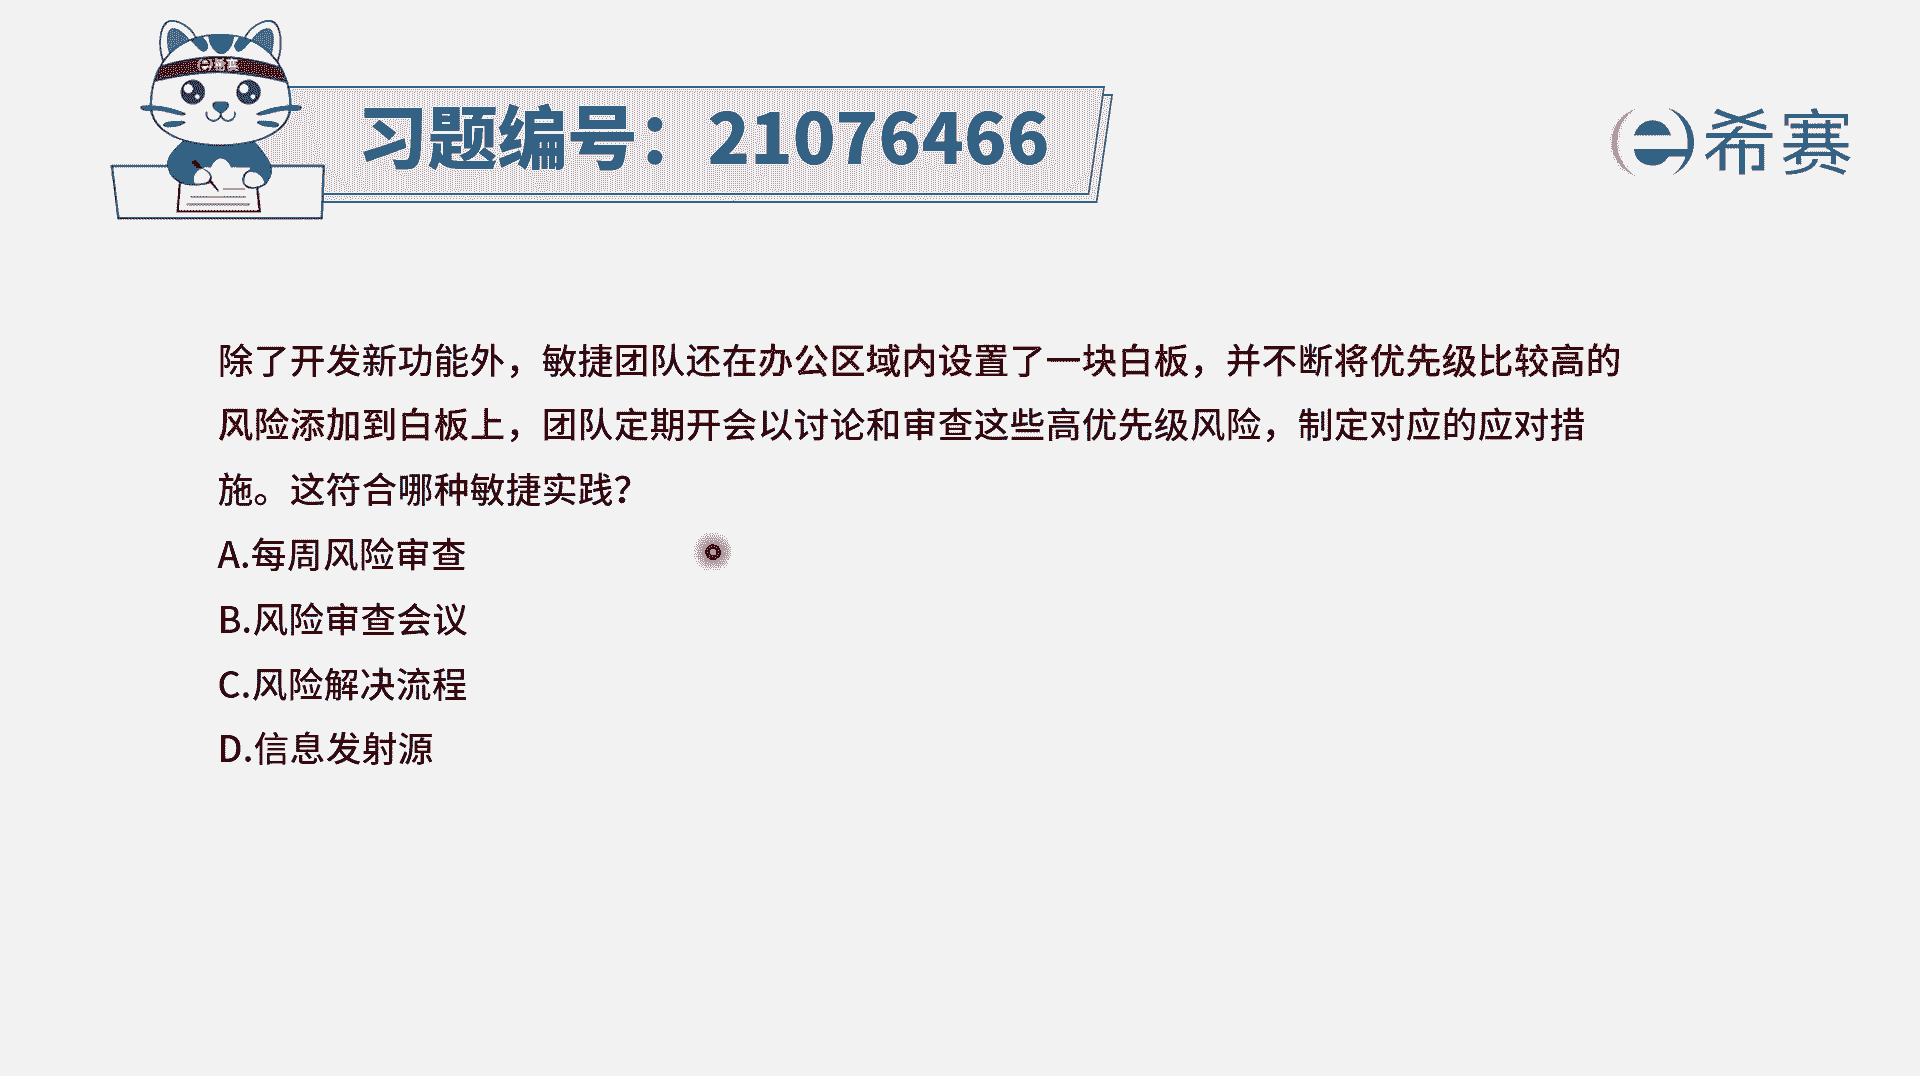 希赛
习题编号：21076466
希赛
除了开发新功能外，敏捷团队还在办公区域内设置了一块白板，并不断将优先级比较高的
风险添加到白板上，团队定期开会以讨论和审查这些高优先级风险，制定对应的应对措
施。这符合哪种敏捷实践？
A.每周风险审查
B.风险审查会议
C.风险解决流程
D.信息发射源